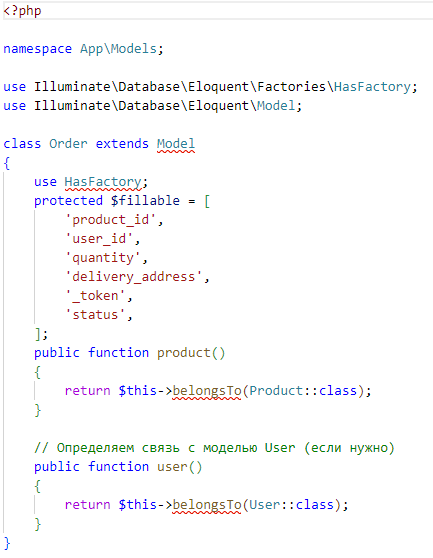 <?php
namespace App\Models;
use Illuminate\Database\Eloquent\Factories\HasFactory;
use Illuminate\Database\Eloquent\Model;
class Order extends Model
{
    use HasFactory;
    protected $fillable = [
        'product_id',
        'user_id',
        'quantity',
        'delivery_address',
        '_token',
        'status',
    ];
    public function product()
    {
        return $this->belongsTo(Product::class);
    }
    // Определяем связь с моделью User (если нужно)
    public function user()
    {
        return $this->belongsTo(User::class);
    }
}